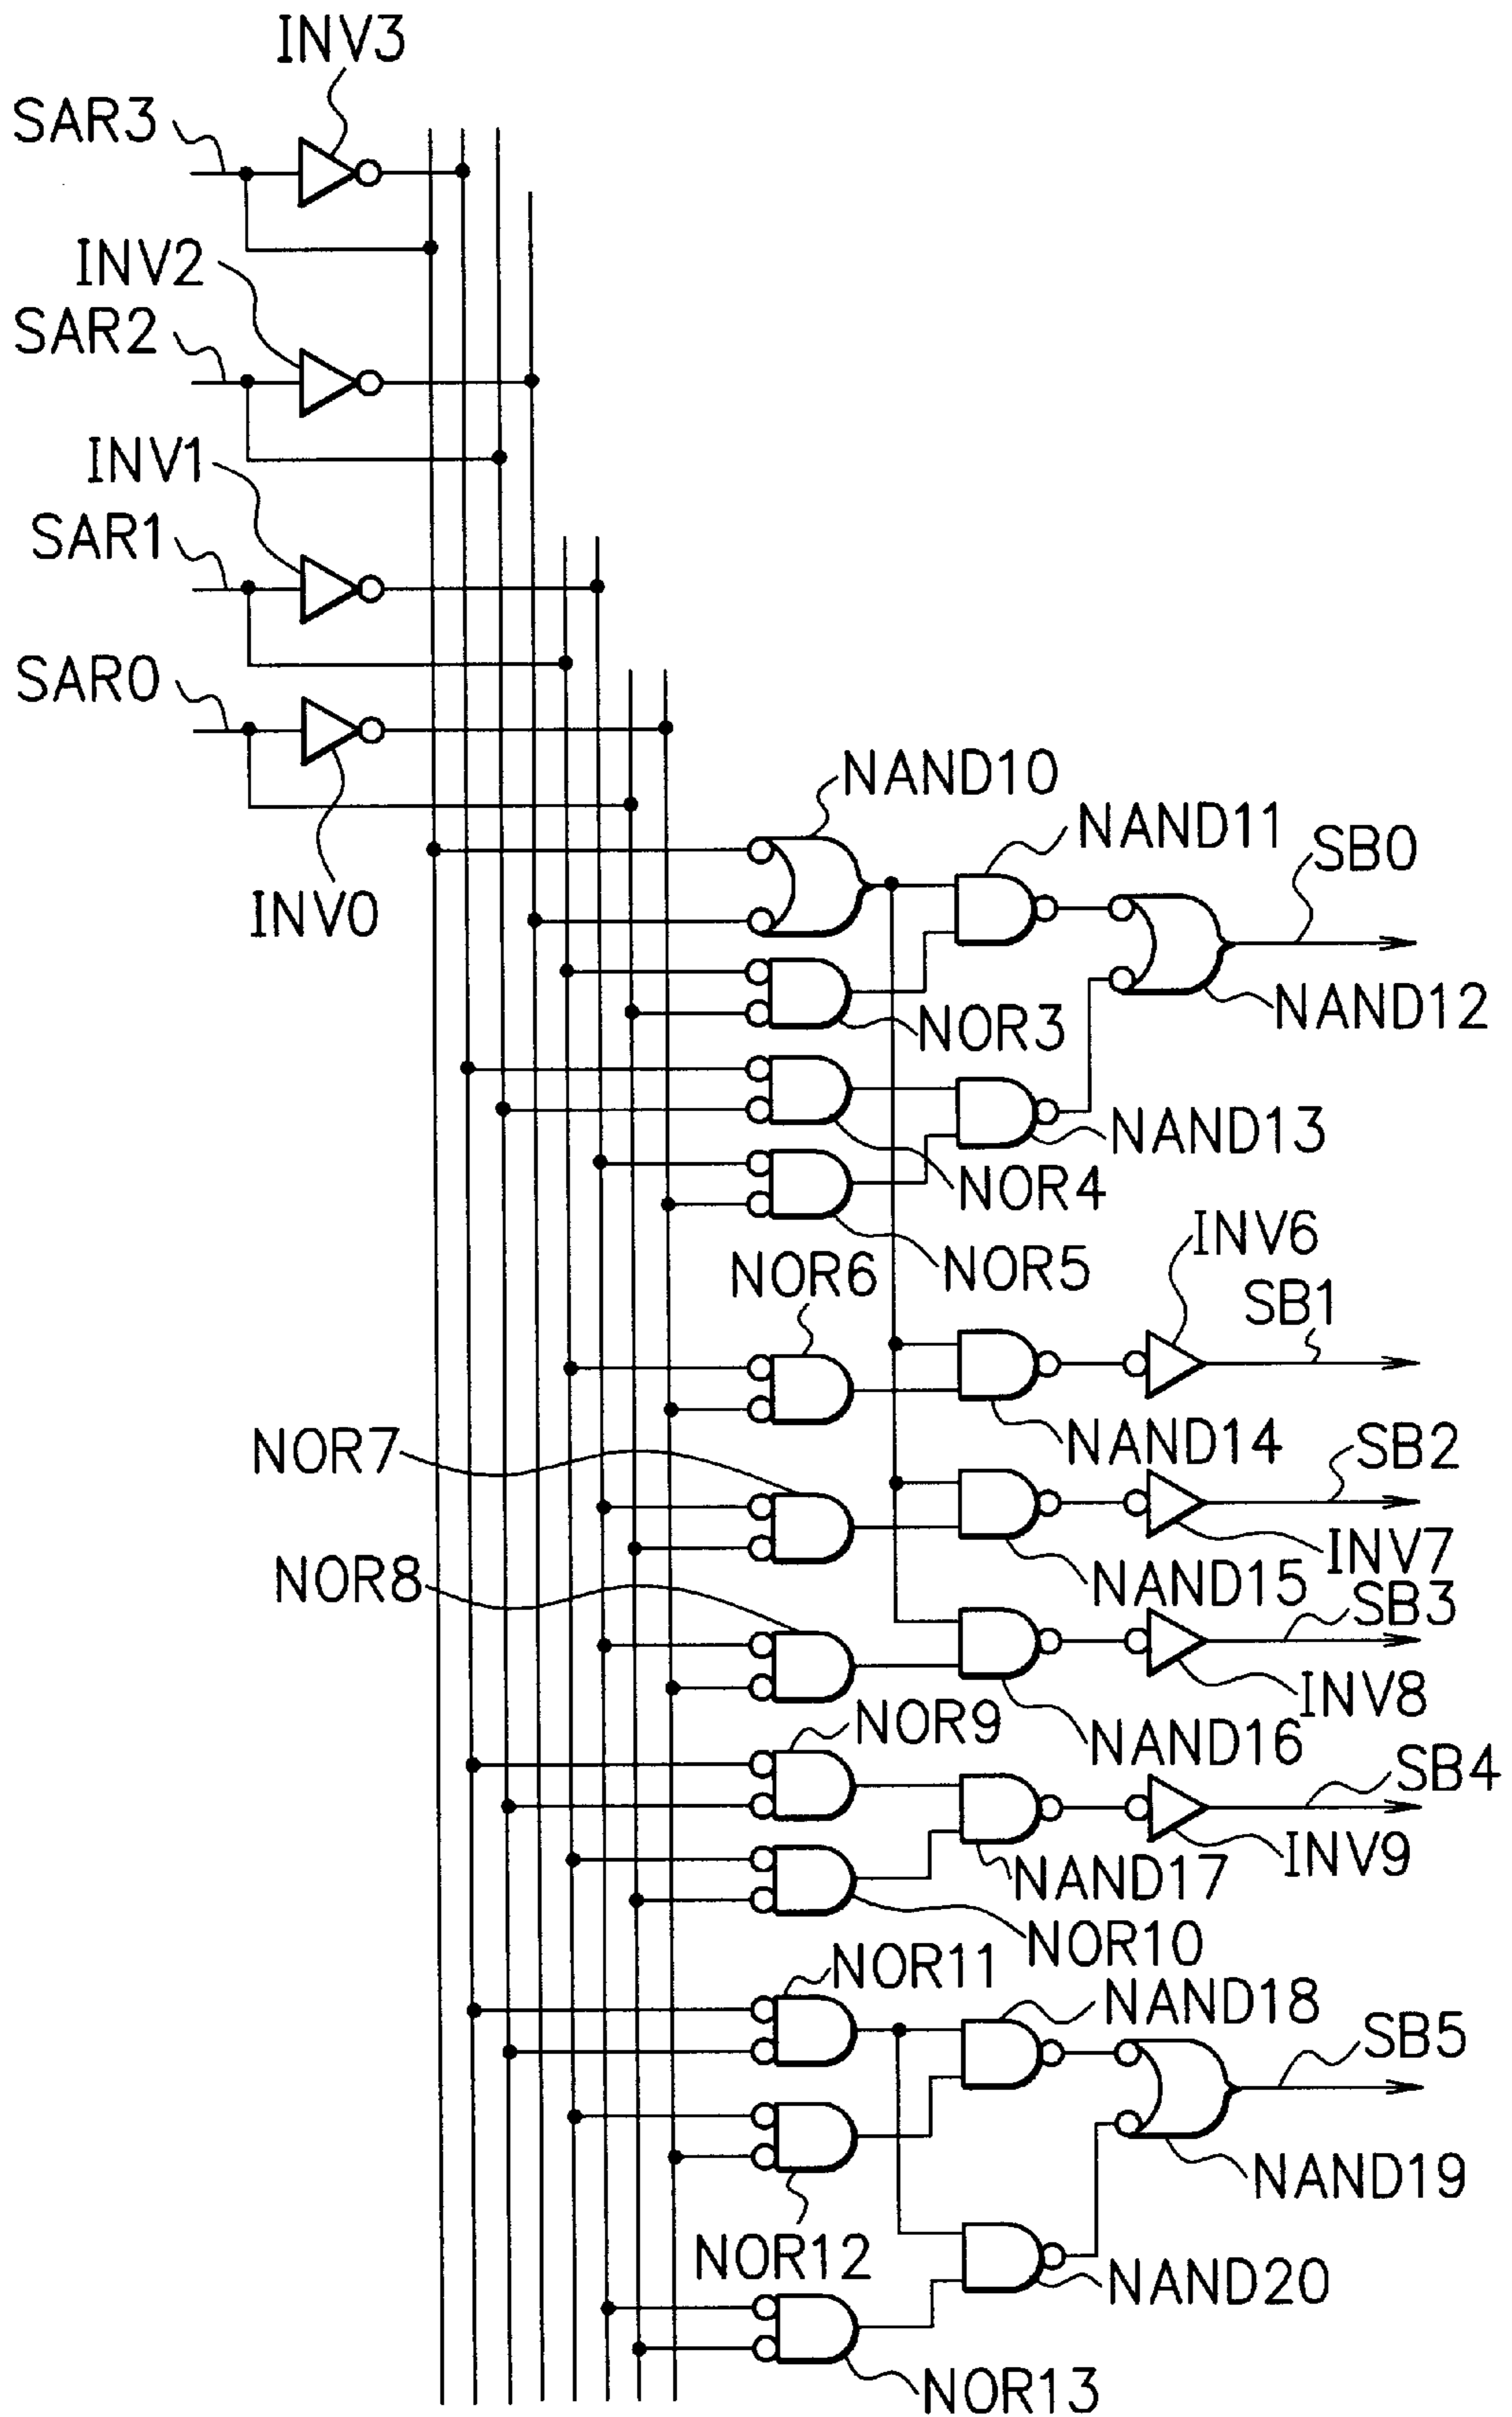 INV3
SAR3
INV2
SAR2
INV1
SAR1
SAR0
INV0
NAND10
NAND11
SB0
NAND12
NOR3
NAND13
NOR4
NOR5
INV6
NOR6
SB1
NAND14
NOR7
SB2
INV7
NAND15
NOR8
SB3
INV8
NAND16
NOR9
SB4
INV9
NAND17
NOR10
NOR11
NAND18
SB5
NAND19
NOR12
NAND20
NOR13